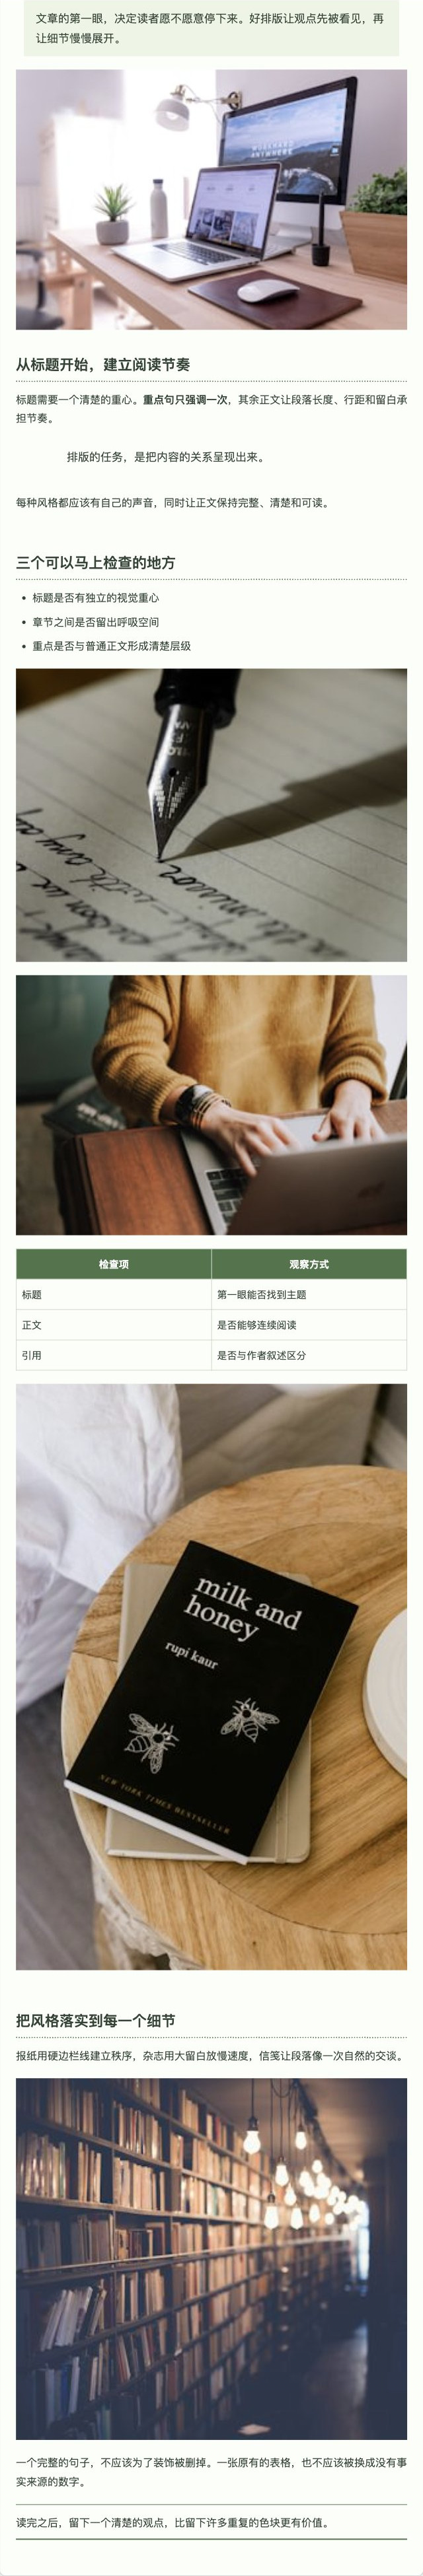 文章的第一眼，决定读者愿不愿意停下来。好排版让观点先被看见，再
让细节慢慢展开。
WORK HARD
ANYWHERE
从标题开始，建立阅读节奏
标题需要一个清楚的重心。重点句只强调一次，其余正文让段落长度、行距和留白承
担节奏。
排版的任务，是把内容的关系呈现出来。
每种风格都应该有自己的声音，同时让正文保持完整、清楚和可读。
三个可以马上检查的地方
• 标题是否有独立的视觉重心
• 章节之间是否留出呼吸空间
• 重点是否与普通正文形成清楚层级
检查项 观察方式
标题 第一眼能否找到主题
正文 是否能够连续阅读
引用 是否与作者叙述区分
milk and
honey
rupi kaur
NEW YORK TIMES BESTSELLER
把风格落实到每一个细节
报纸用硬边栏线建立秩序，杂志用大留白放慢速度，信笺让段落像一次自然的交谈。
一个完整的句子，不应该为了装饰被删掉。一张原有的表格，也不应该被换成没有事
实来源的数字。
读完之后，留下一个清楚的观点，比留下许多重复的色块更有价值。